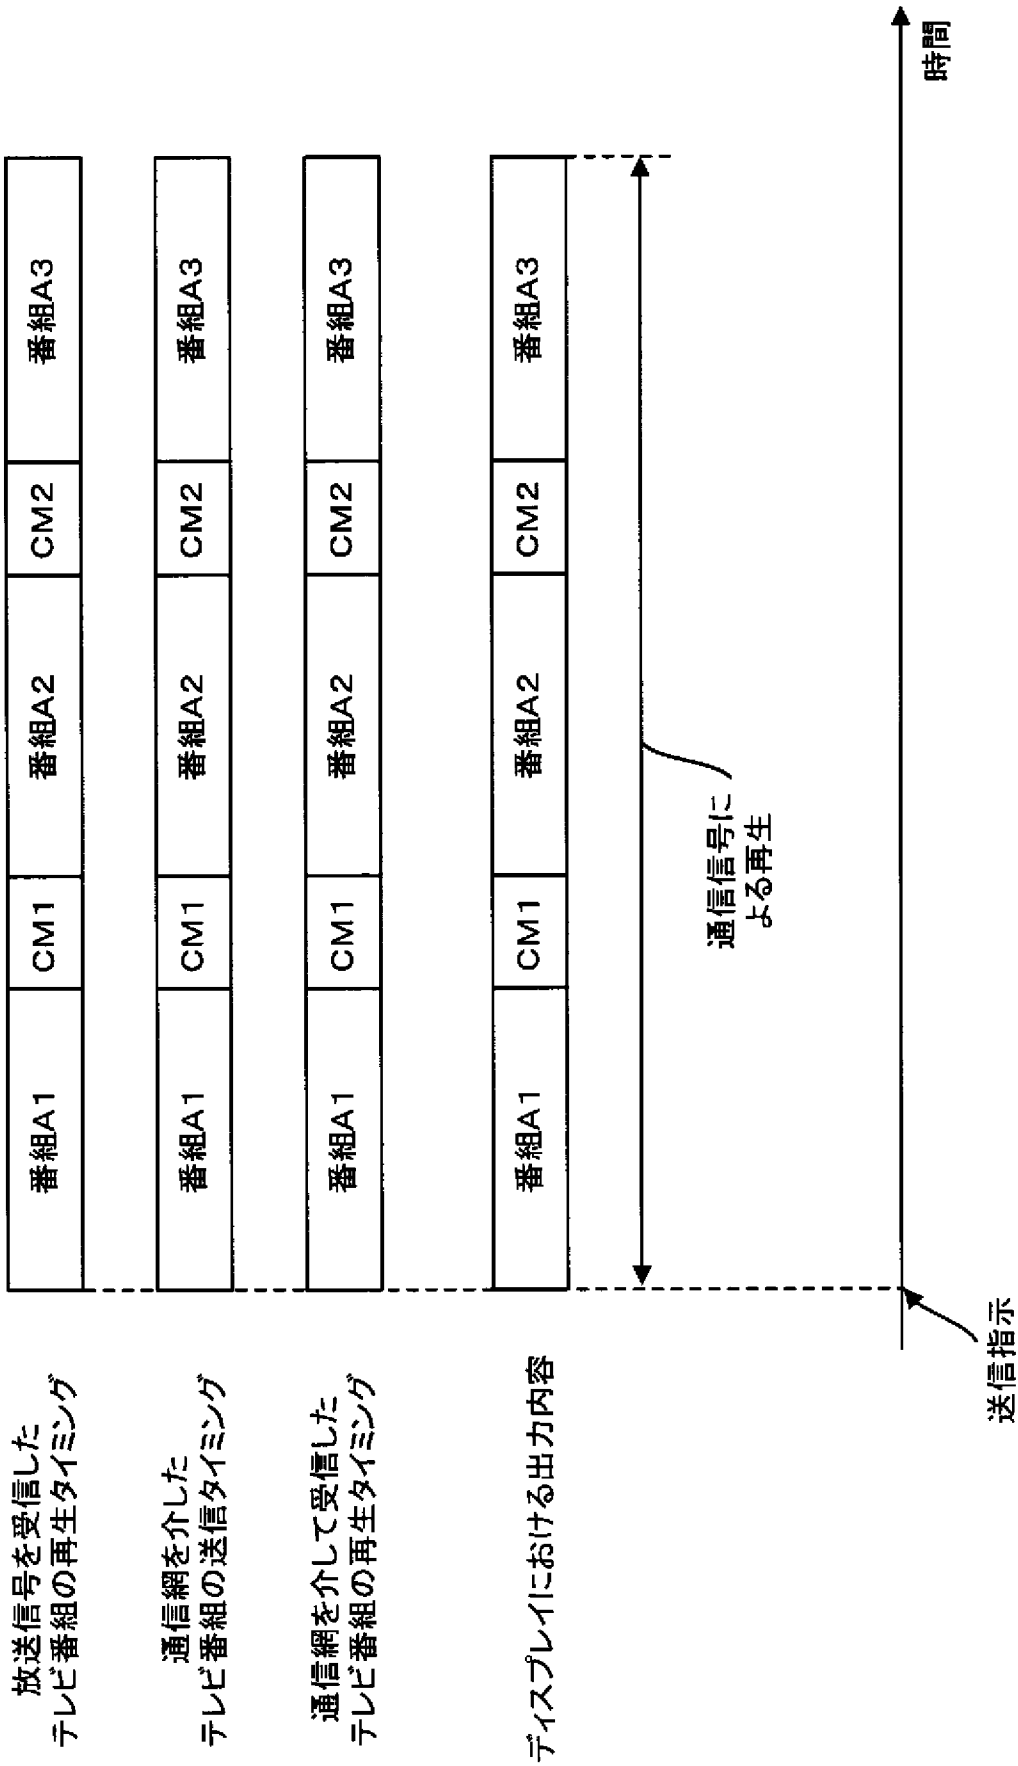 放送信号を受信した
テレビ番組の再生タイミング
番組A1
CM1
番組A2
CM2
番組A3
通信網を介した
テレビ番組の送信タイミング
番組A1
CM1
番組A2
CM2
番組A3
通信網を介して受信した
テレビ番組の再生タイミング
番組A1
CM1
番組A2
CM2
番組A3
ディスプレイにおける出力内容
番組A1
CM1
番組A2
CM2
番組A3
通信信号に
よる再生
時間
送信指示